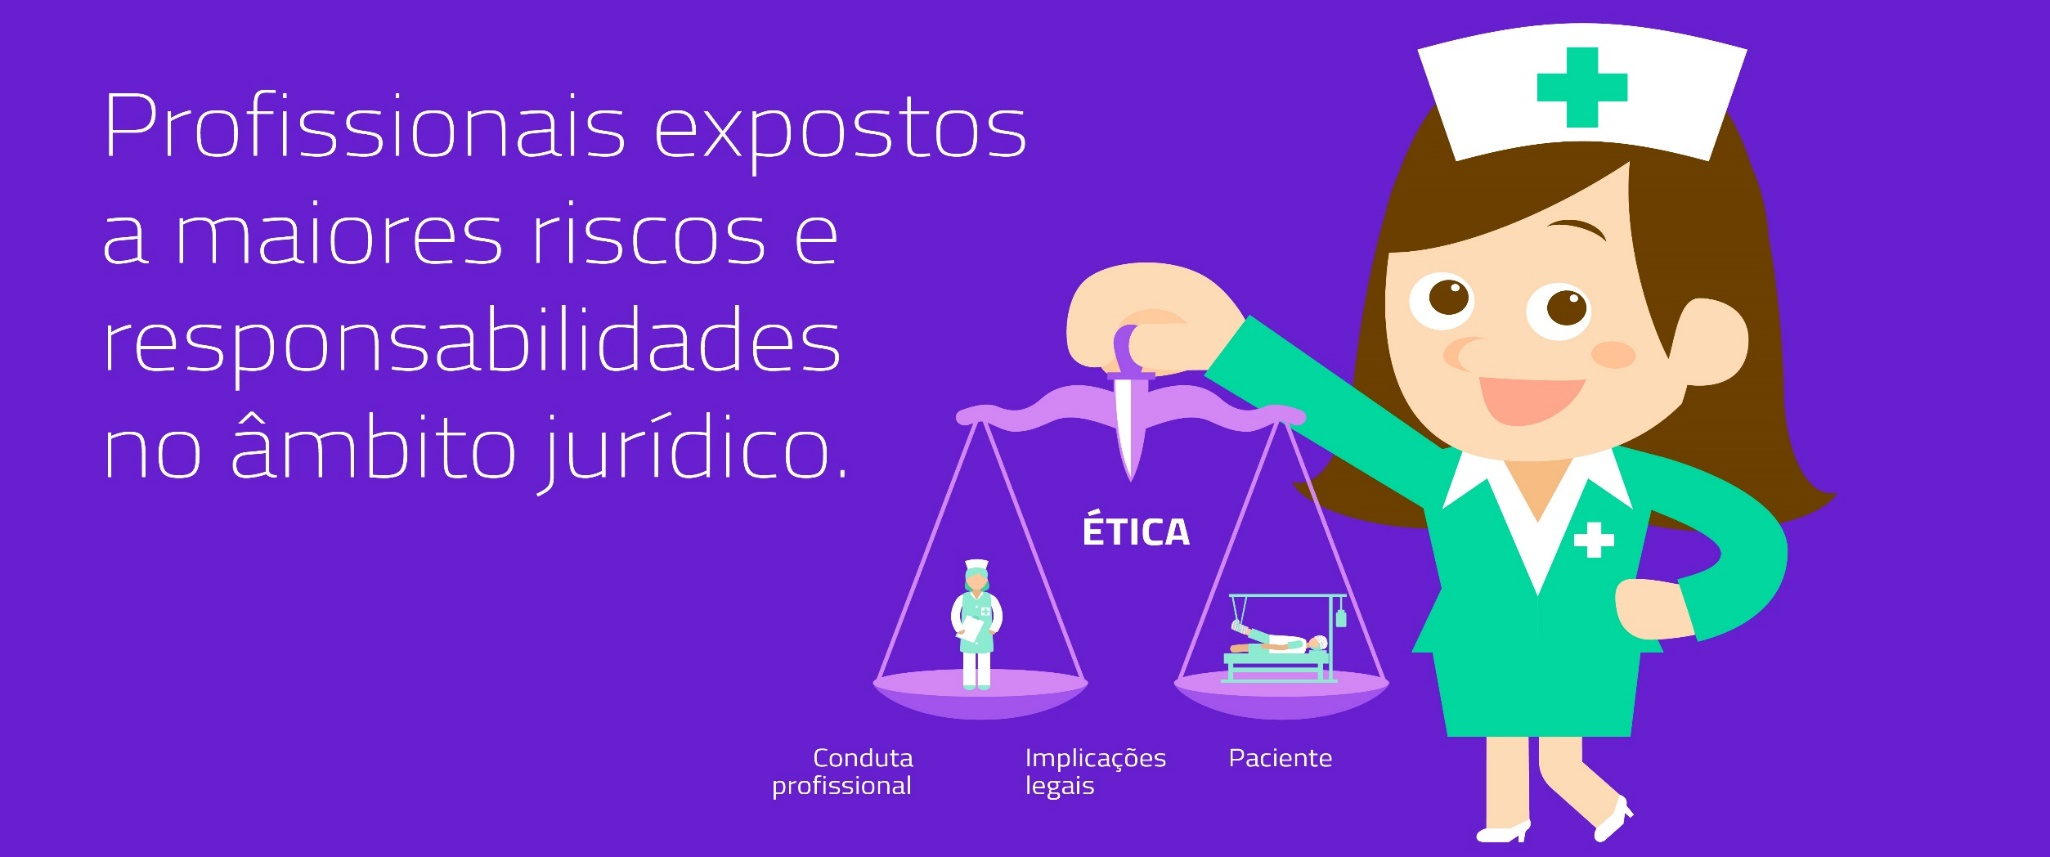 Profissionais expostos
a maiores riscos e
responsabilidades
no âmbito jurídico.
ÉTICA
Conduta
profissional
Implicações
legais
Paciente